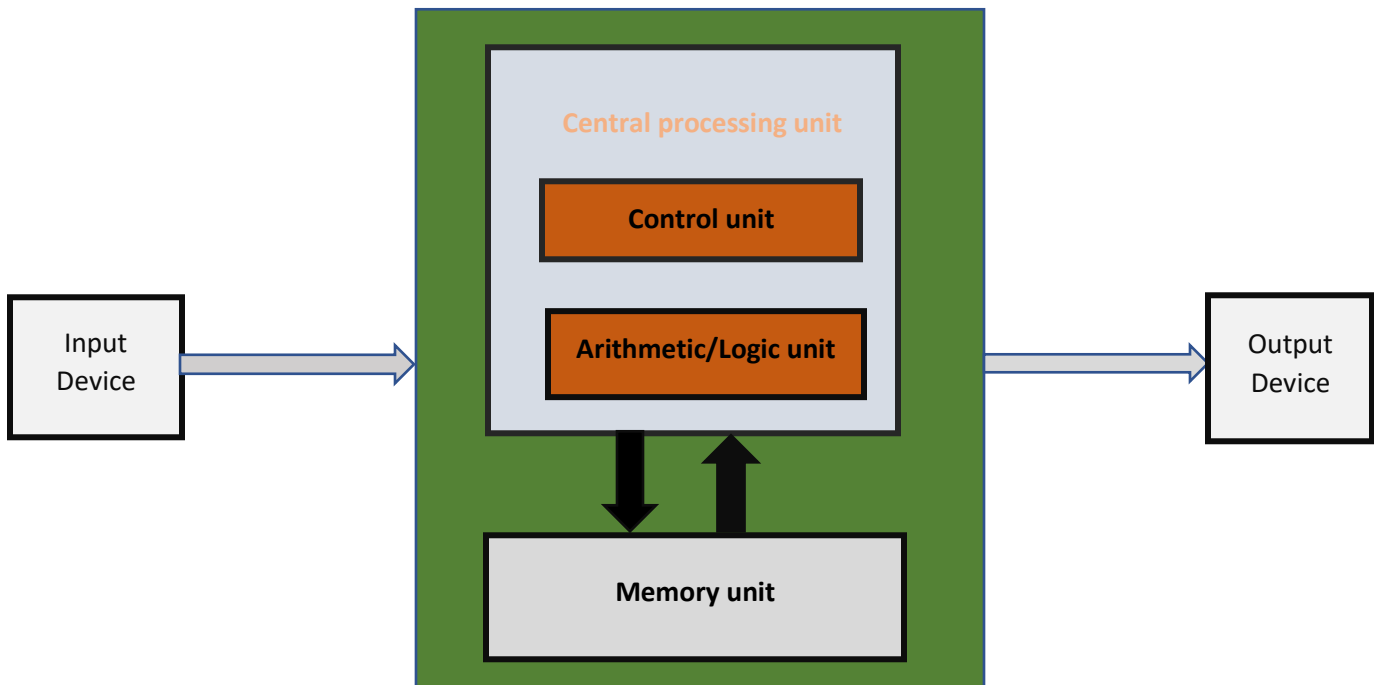 Central processing unit
Control unit
Input
Device
Arithmetic/Logic unit
Output
Device
Memory unit